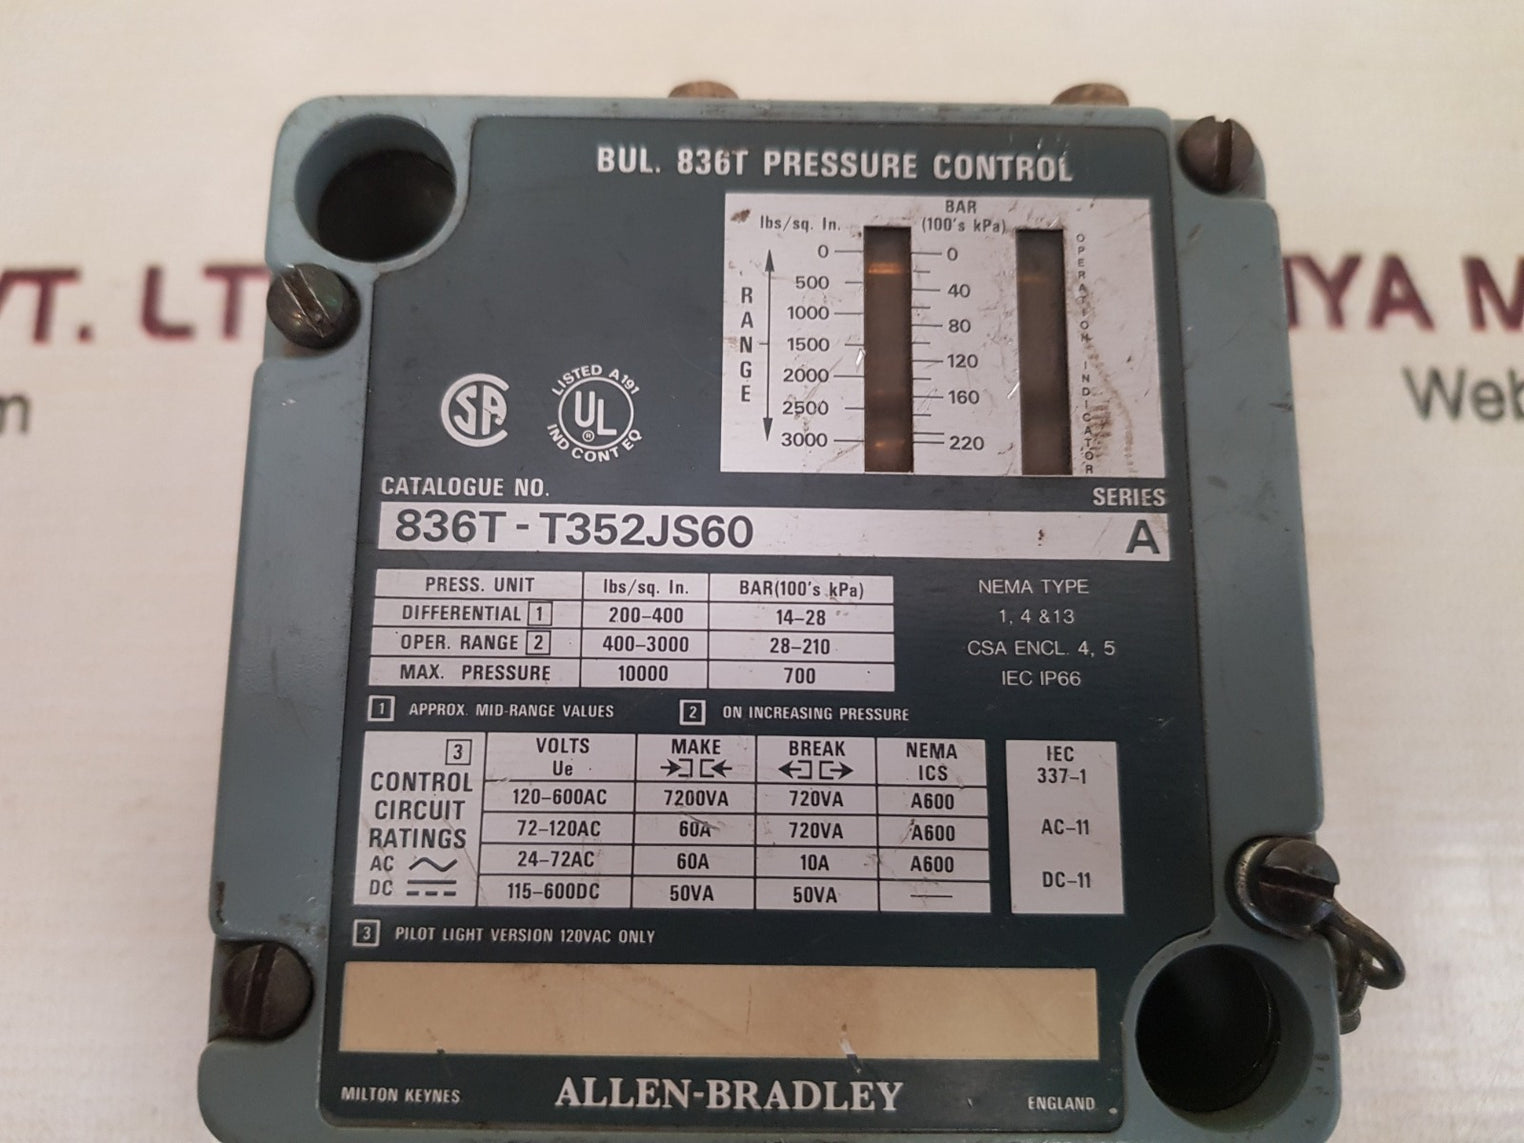 VT. LT
IYA M
Web
m
BUL. 836T PRESSURE CONTROL
lbs/sq. In.
BAR
(100's kPa)
RANGE
0
500
1000
1500
2000
2500
3000
0
40
80
120
160
220
OPERATION INDICATOR
SA
LISTED A191
UL
®
IND CONT EQ
CATALOGUE NO.
SERIES
836T - T352JS60
A
PRESS. UNIT lbs/sq. In. BAR(100's kPa)
DIFFERENTIAL 1 200-400 14-28
OPER. RANGE 2 400-3000 28-210
MAX. PRESSURE 10000 700
NEMA TYPE
1, 4 &13
CSA ENCL. 4, 5
IEC IP66
1 APPROX. MID-RANGE VALUES 2 ON INCREASING PRESSURE
3
CONTROL
CIRCUIT
RATINGS
AC
DC
VOLTS Ue MAKE BREAK NEMA ICS
120-600AC 7200VA 720VA A600
72-120AC 60A 720VA A600
24-72AC 60A 10A A600
115-600DC 50VA 50VA —
IEC
337-1
AC-11
DC-11
3 PILOT LIGHT VERSION 120VAC ONLY
MILTON KEYNES ALLEN-BRADLEY ENGLAND